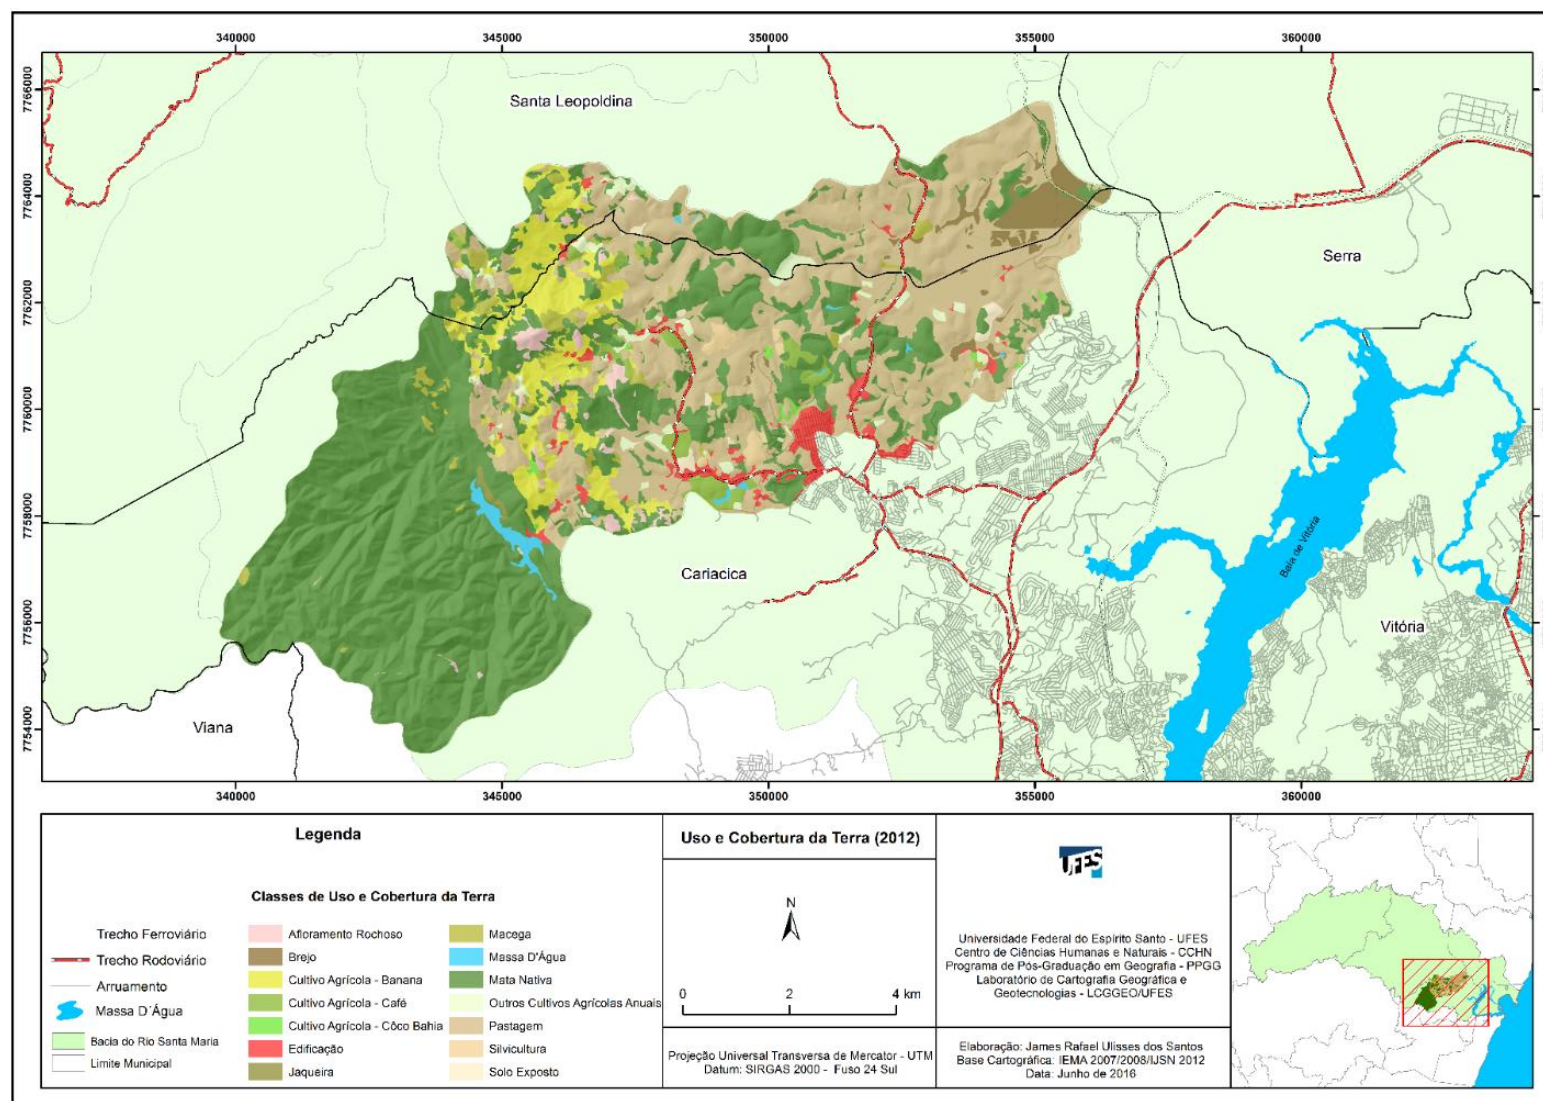 340000
345000
350000
355000
360000
7766000
7764000
7762000
7760000
7758000
7756000
7754000
Santa Leopoldina
Serra
Cariacica
Baía de Vitória
Vitória
Viana
340000
345000
350000
355000
360000
Legenda
Classes de Uso e Cobertura da Terra
Trecho Ferroviário
Trecho Rodoviário
Arruamento
Massa D´Água
Bacia do Rio Santa Maria
Limite Municipal
Afloramento Rochoso
Brejo
Cultivo Agrícola - Banana
Cultivo Agrícola - Café
Cultivo Agrícola - Côco Bahia
Edificação
Jaqueira
Macega
Massa D'Água
Mata Nativa
Outros Cultivos Agrícolas Anuais
Pastagem
Silvicultura
Solo Exposto
Uso e Cobertura da Terra (2012)
N
0 2 4 km
Projeção Universal Transversa de Mercator - UTM
Datum: SIRGAS 2000 - Fuso 24 Sul
UFES
Universidade Federal do Espírito Santo - UFES
Centro de Ciências Humanas e Naturais - CCHN
Programa de Pós-Graduação em Geografia - PPGG
Laboratório de Cartografia Geográfica e
Geotecnologias - LCGGEO/UFES
Elaboração: James Rafael Ulisses dos Santos
Base Cartográfica: IEMA 2007/2008/IJSN 2012
Data: Junho de 2016